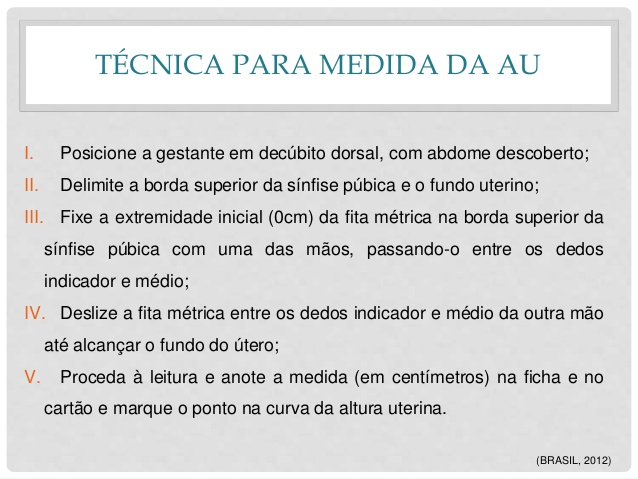 TÉCNICA PARA MEDIDA DA AU
I. Posicione a gestante em decúbito dorsal, com abdome descoberto;
II. Delimite a borda superior da sínfise púbica e o fundo uterino;
III. Fixe a extremidade inicial (0cm) da fita métrica na borda superior da
sínfise púbica com uma das mãos, passando-o entre os dedos
indicador e médio;
IV. Deslize a fita métrica entre os dedos indicador e médio da outra mão
até alcançar o fundo do útero;
V. Proceda à leitura e anote a medida (em centímetros) na ficha e no
cartão e marque o ponto na curva da altura uterina.
(BRASIL, 2012)